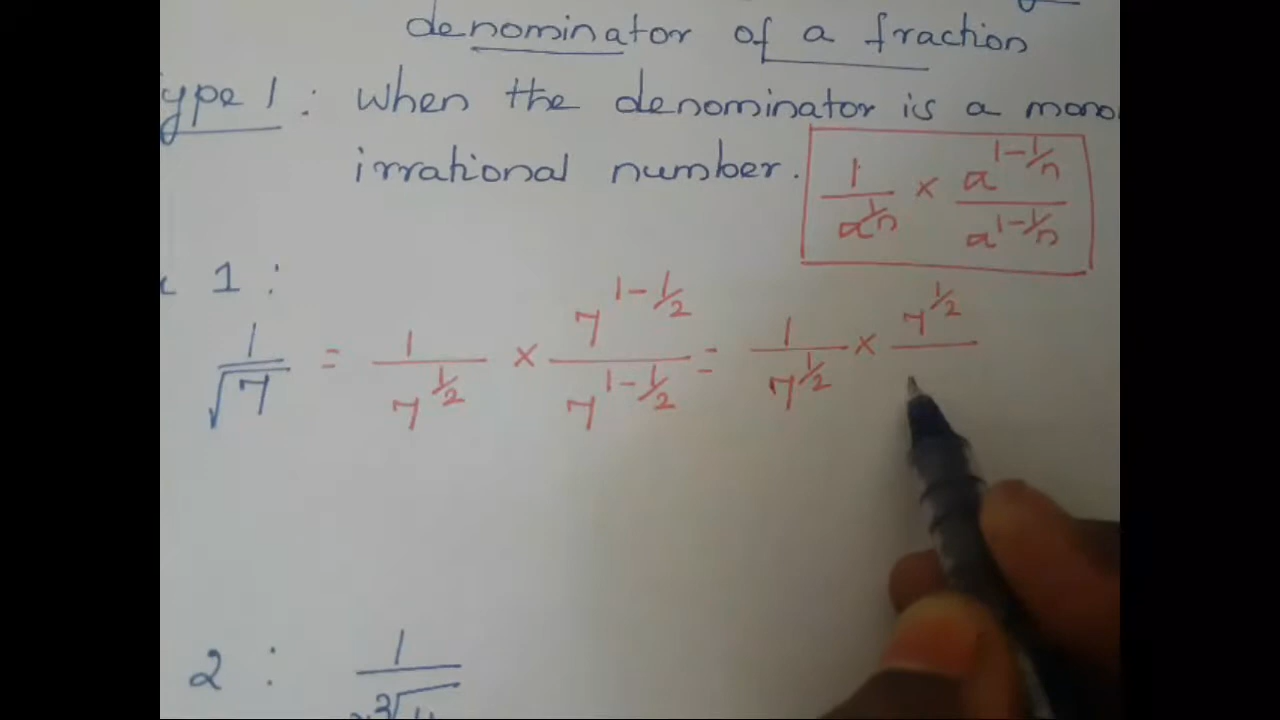 denominator of a fraction
ype 1 : When the denominator is a mono
irrational number.
1/a^(1/n) × a^(1-1/n)/a^(1-1/n)
1 :
1/√7 = 1/7^(1/2) × 7^(1-1/2)/7^(1-1/2) = 1/7^(1/2) × 7^(1/2)
2 : 1/³√